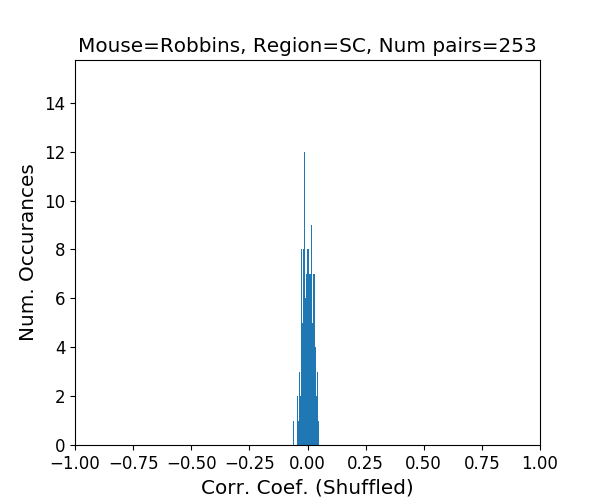 Mouse=Robbins, Region=SC, Num pairs=253
14
12
10
8
6
4
2
0
Num. Occurances
−1.00 −0.75 −0.50 −0.25 0.00 0.25 0.50 0.75 1.00
Corr. Coef. (Shuffled)